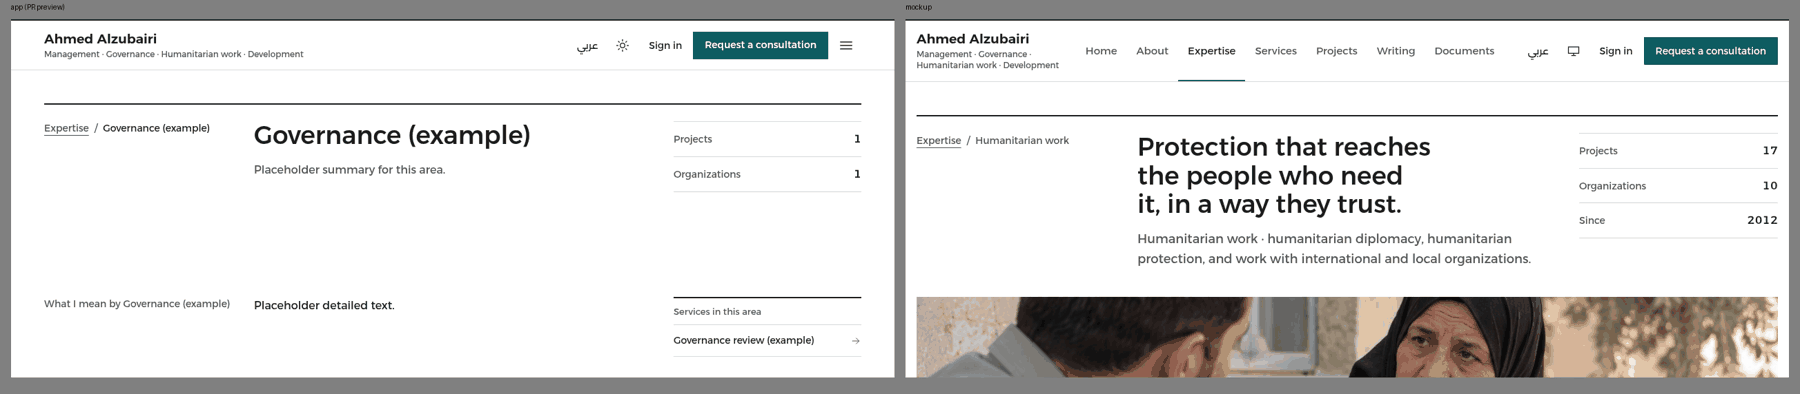 app (PR preview)
Ahmed Alzubairi
Management · Governance · Humanitarian work · Development
عربي
Sign in
Request a consultation
Expertise / Governance (example)
Governance (example)
Placeholder summary for this area.
Projects 1
Organizations 1
What I mean by Governance (example)
Placeholder detailed text.
Services in this area
Governance review (example) →
mockup
Ahmed Alzubairi
Management · Governance ·
Humanitarian work · Development
Home About Expertise Services Projects Writing Documents
عربي
Sign in
Request a consultation
Expertise / Humanitarian work
Protection that reaches
the people who need
it, in a way they trust.
Humanitarian work · humanitarian diplomacy, humanitarian
protection, and work with international and local organizations.
Projects 17
Organizations 10
Since 2012